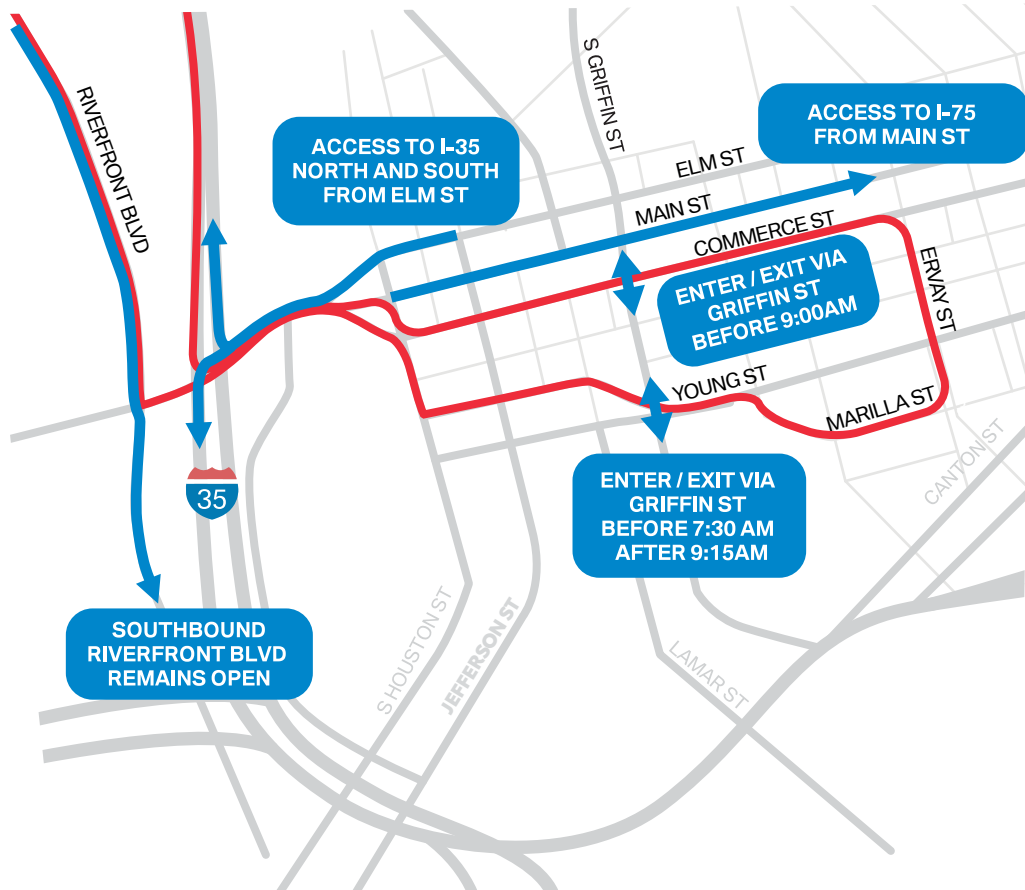 RIVERFRONT BLVD
S GRIFFIN ST
ACCESS TO I-35
NORTH AND SOUTH
FROM ELM ST
ACCESS TO I-75
FROM MAIN ST
ELM ST
MAIN ST
COMMERCE ST
ERVAY ST
ENTER / EXIT VIA
GRIFFIN ST
BEFORE 9:00AM
YOUNG ST
MARILLA ST
CANTON ST
35
ENTER / EXIT VIA
GRIFFIN ST
BEFORE 7:30 AM
AFTER 9:15AM
SOUTHBOUND
RIVERFRONT BLVD
REMAINS OPEN
S HOUSTON ST
JEFFERSON ST
LAMAR ST